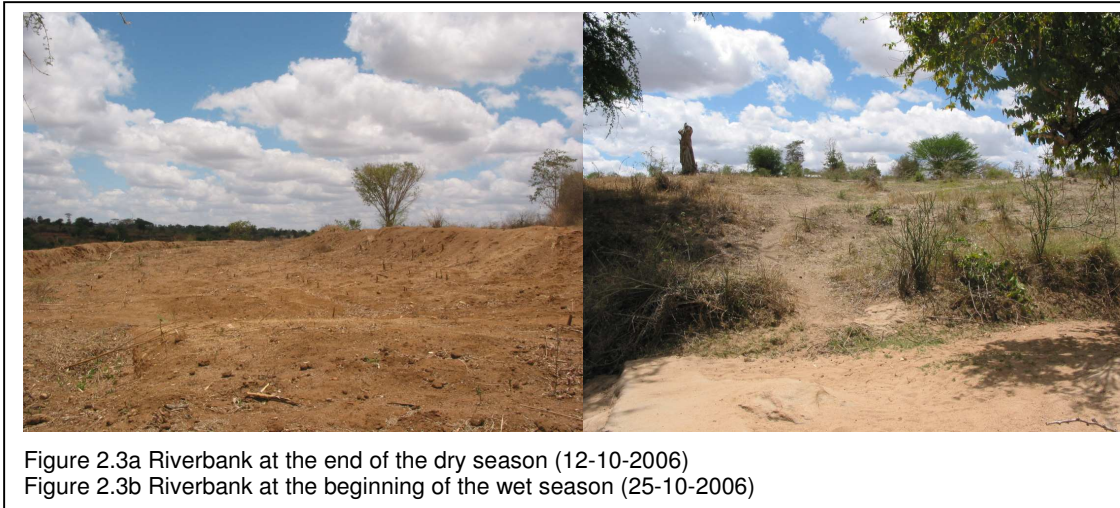 Figure 2.3a Riverbank at the end of the dry season (12-10-2006)
Figure 2.3b Riverbank at the beginning of the wet season (25-10-2006)